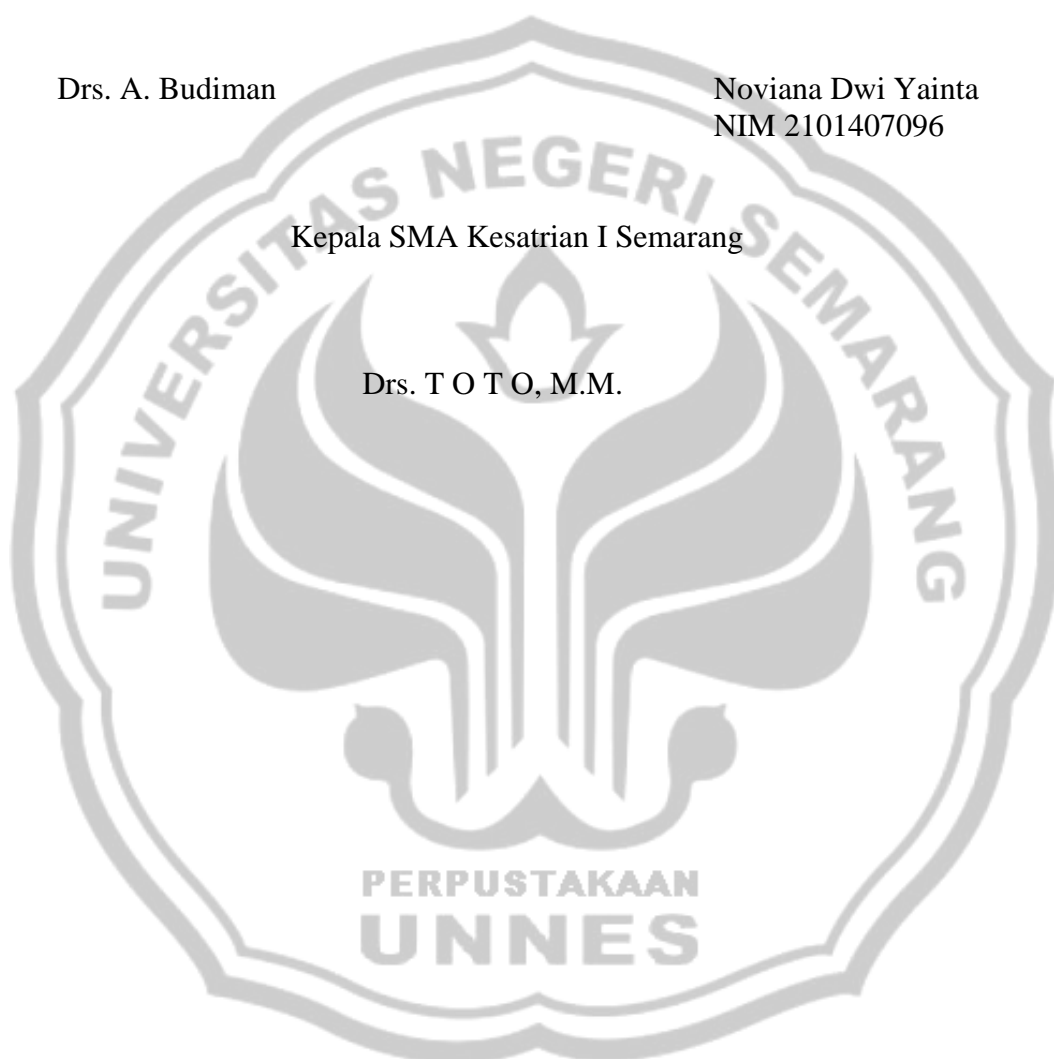 Drs. A. Budiman
Noviana Dwi Yainta
NIM 2101407096
Kepala SMA Kesatrian I Semarang
Drs. T O T O, M.M.
UNIVERSITAS NEGERI SEMARANG
PERPUSTAKAAN
UNNES